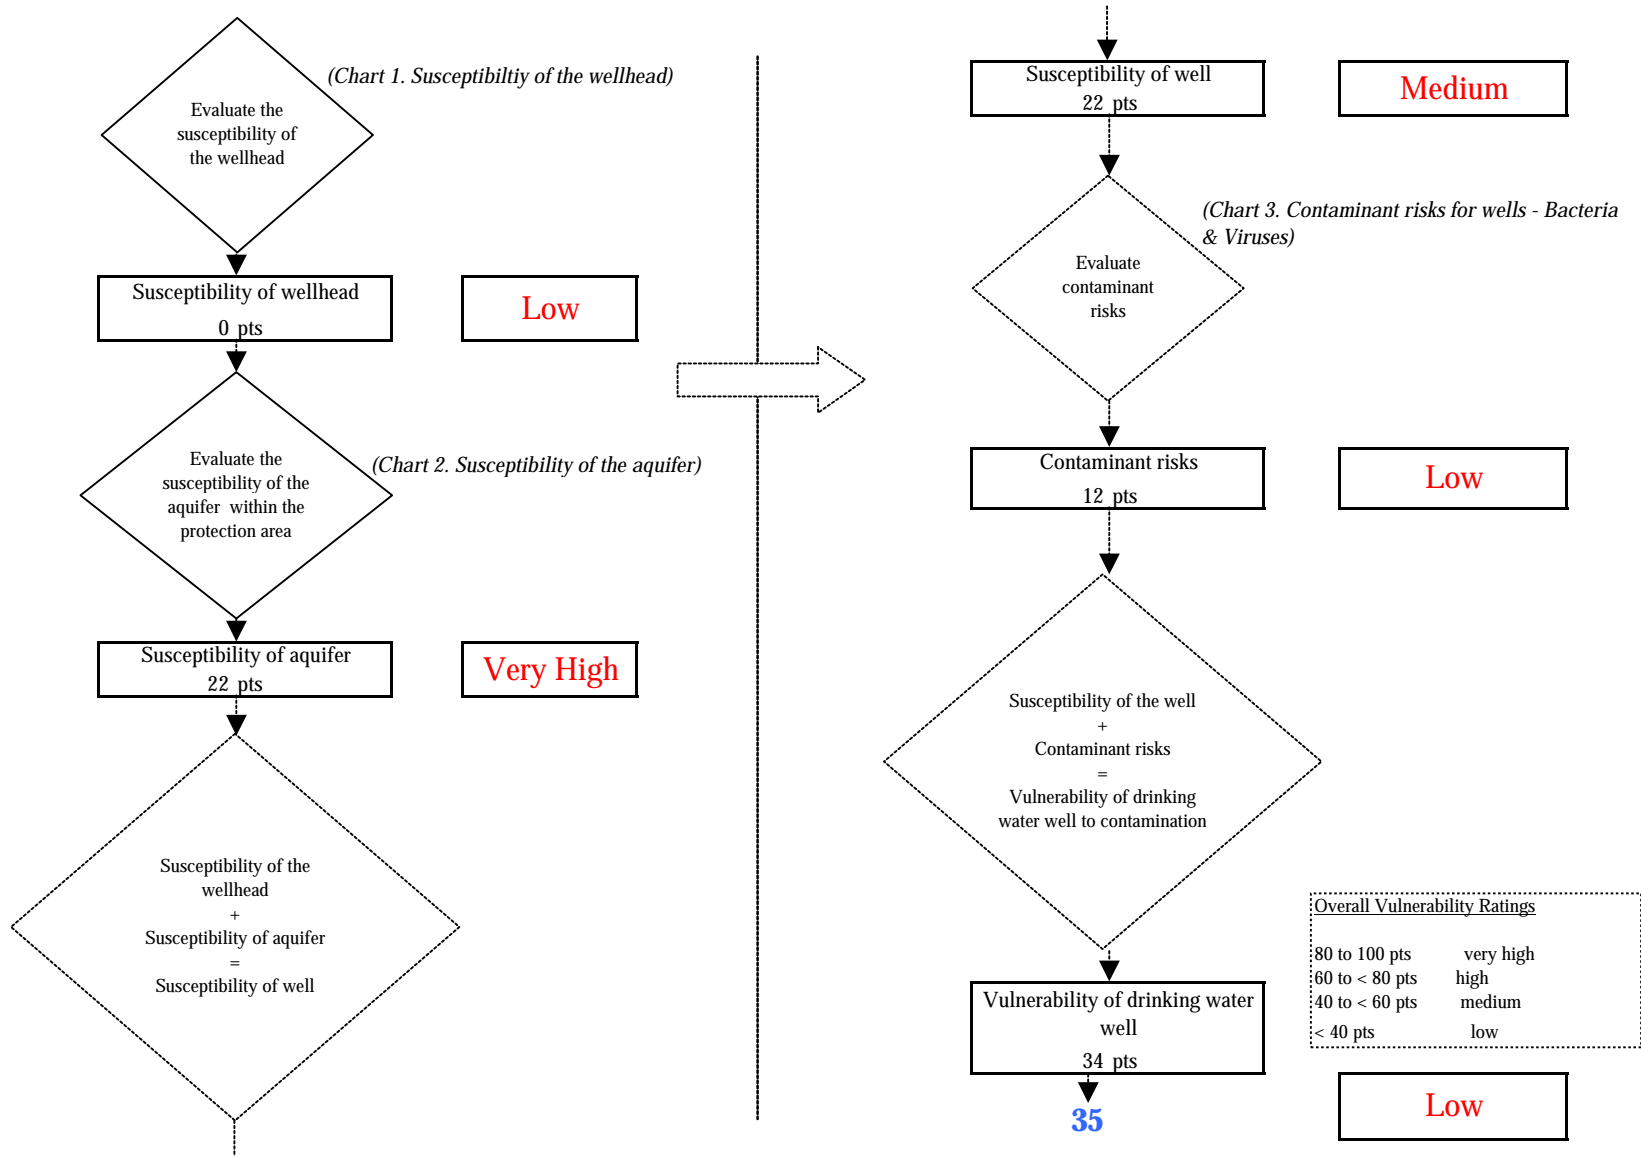 (Chart 1. Susceptibiltiy of the wellhead)
Evaluate the
susceptibility of
the wellhead
Susceptibility of wellhead
0 pts
Low
Evaluate the
susceptibility of the
aquifer within the
protection area
(Chart 2. Susceptibility of the aquifer)
Susceptibility of aquifer
22 pts
Very High
Susceptibility of the
wellhead
+
Susceptibility of aquifer
=
Susceptibility of well
Susceptibility of well
22 pts
Medium
(Chart 3. Contaminant risks for wells - Bacteria
& Viruses)
Evaluate
contaminant
risks
Contaminant risks
12 pts
Low
Susceptibility of the well
+
Contaminant risks
=
Vulnerability of drinking
water well to contamination
Overall Vulnerability Ratings
80 to 100 pts very high
60 to < 80 pts high
40 to < 60 pts medium
< 40 pts low
Vulnerability of drinking water
well
34 pts
35
Low